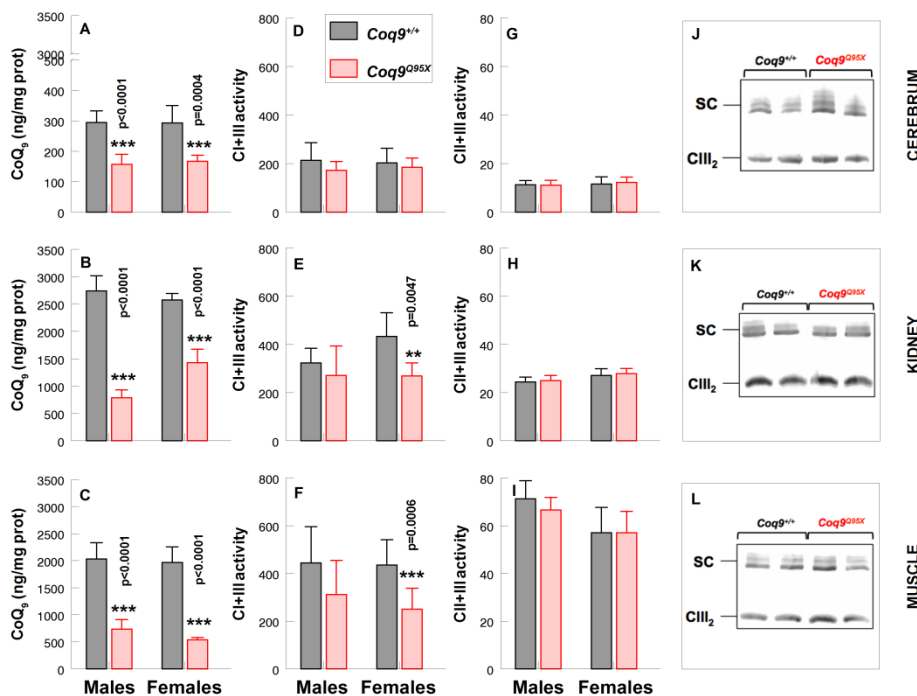 A
CoQ9 (ng/mg prot)
3500
3000
500
400
300
200
100
0
p<0.0001
***
p=0.0004
***
D
CI+III activity
800
600
400
200
0
Coq9+/+
Coq9Q95X
G
CII+III activity
80
60
40
20
0
J
Coq9+/+ Coq9Q95X
SC
CIII2
CEREBRUM
B
CoQ9 (ng/mg prot)
3500
3000
2500
2000
1500
1000
500
0
p<0.0001
***
p<0.0001
***
E
CI+III activity
800
600
400
200
0
p=0.0047
**
H
CII+III activity
80
60
40
20
0
K
Coq9+/+ Coq9Q95X
SC
CIII2
KIDNEY
C
CoQ9 (ng/mg prot)
3500
3000
2500
2000
1500
1000
500
0
p<0.0001
***
p<0.0001
***
Males Females
F
CI+III activity
800
600
400
200
0
p=0.0006
***
Males Females
I
CII+III activity
80
60
40
20
0
Males Females
L
Coq9+/+ Coq9Q95X
SC
CIII2
MUSCLE